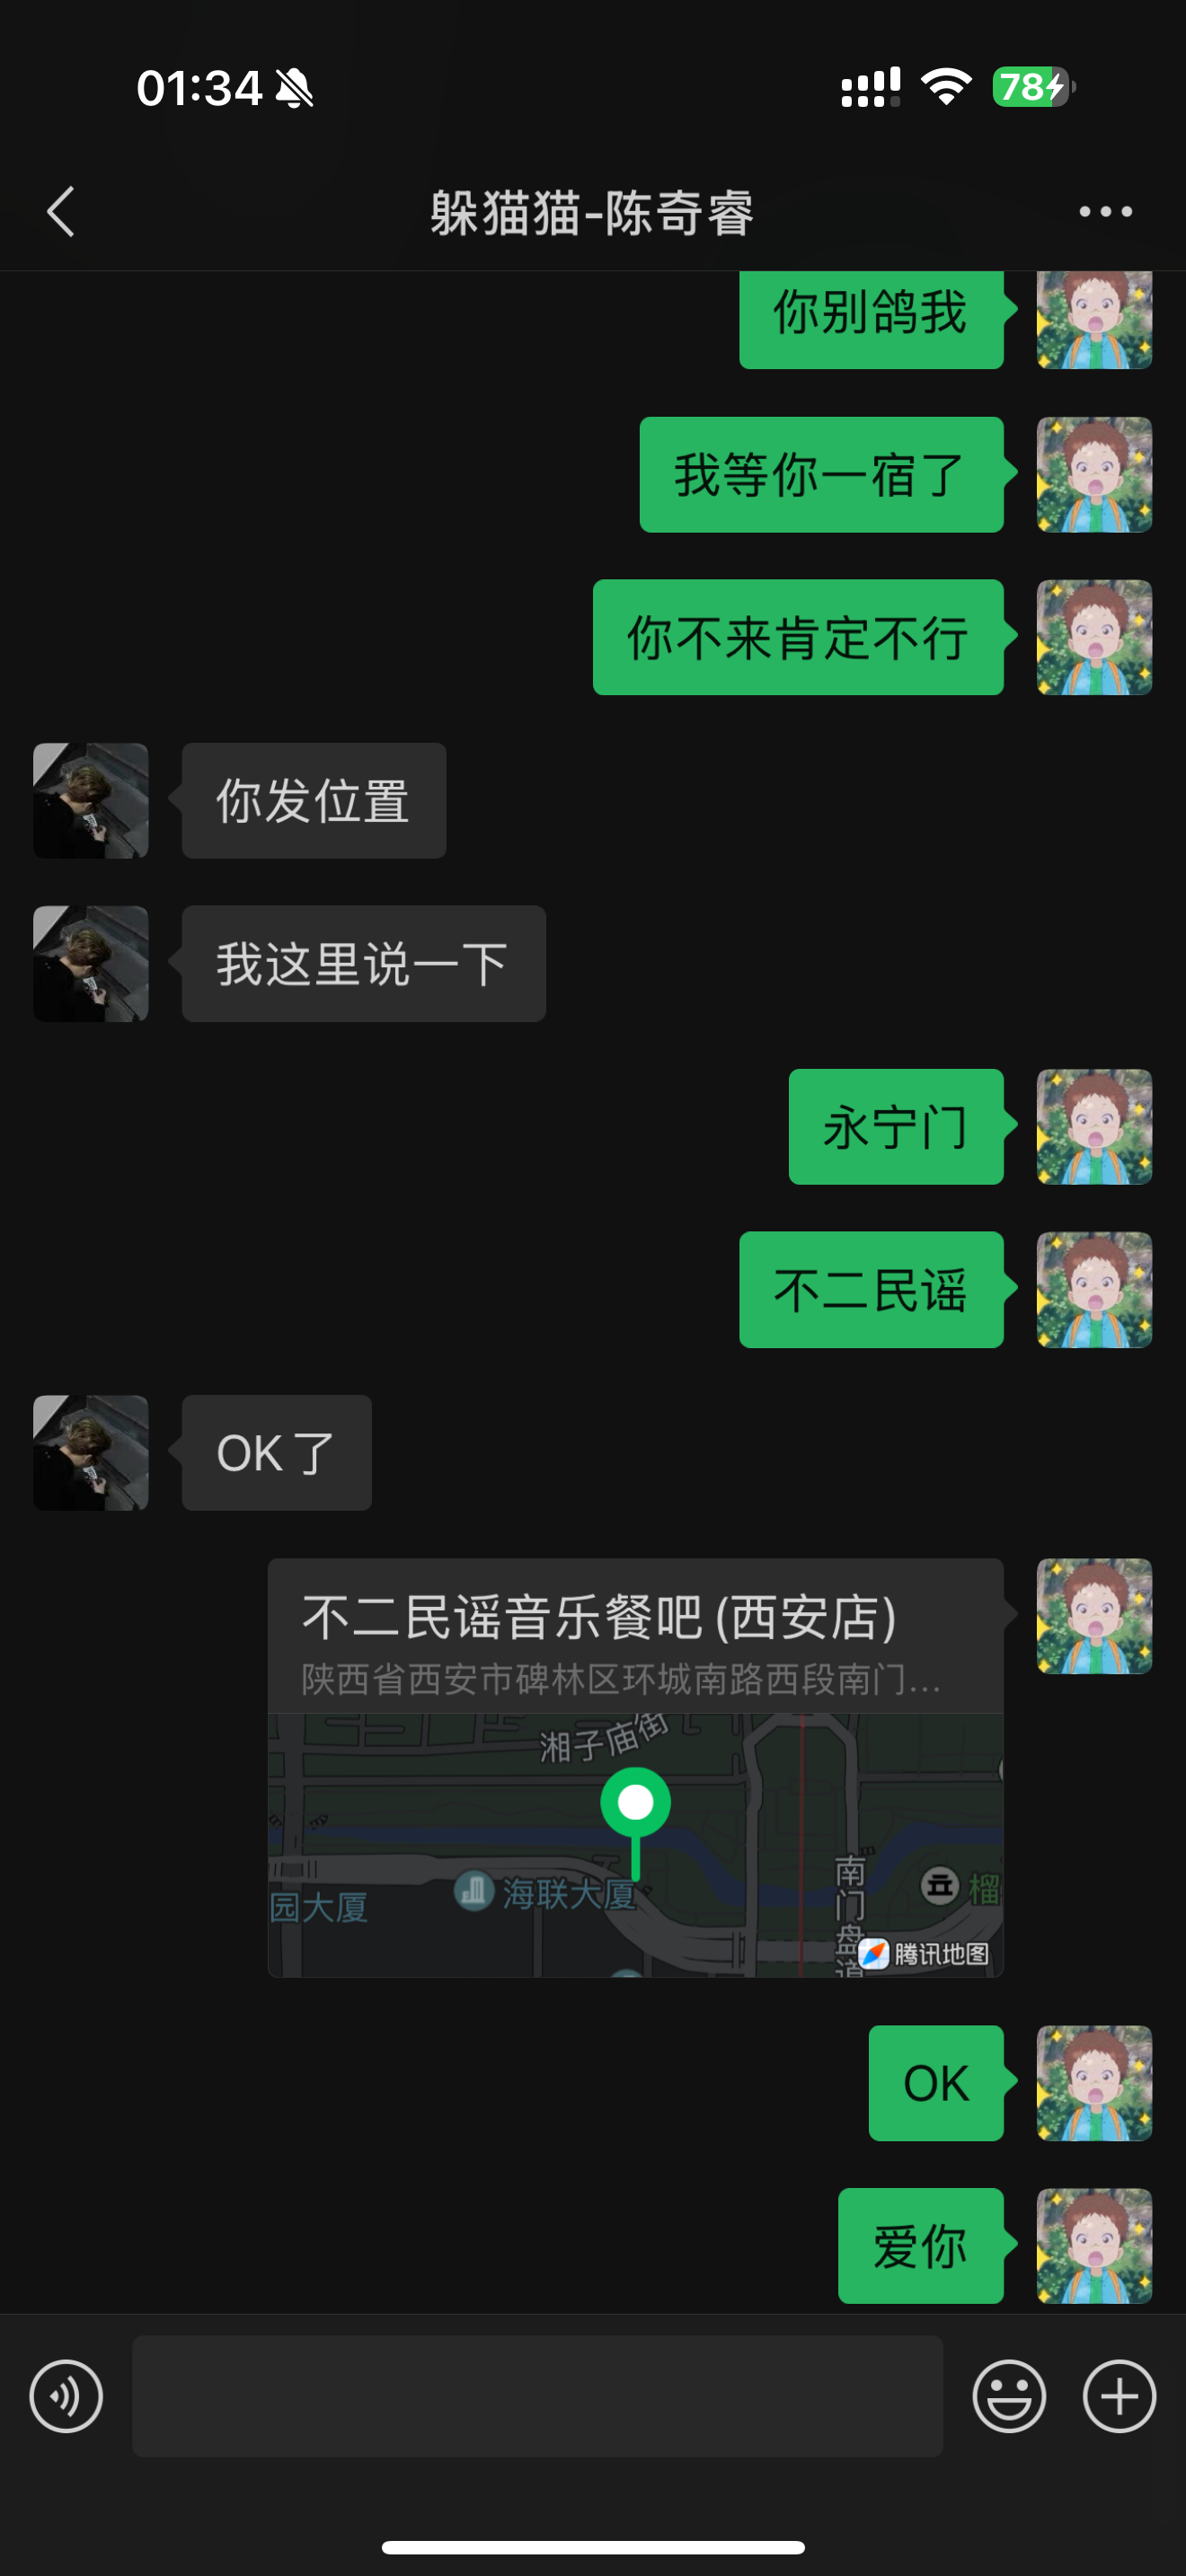 01:34
78
躲猫猫-陈奇睿
你别鸽我
我等你一宿了
你不来肯定不行
你发位置
我这里说一下
永宁门
不二民谣
OK了
不二民谣音乐餐吧(西安店)
陕西省西安市碑林区环城南路西段南门...
湘子庙街
海联大厦
园大厦
南门盘道
榴
腾讯地图
OK
爱你